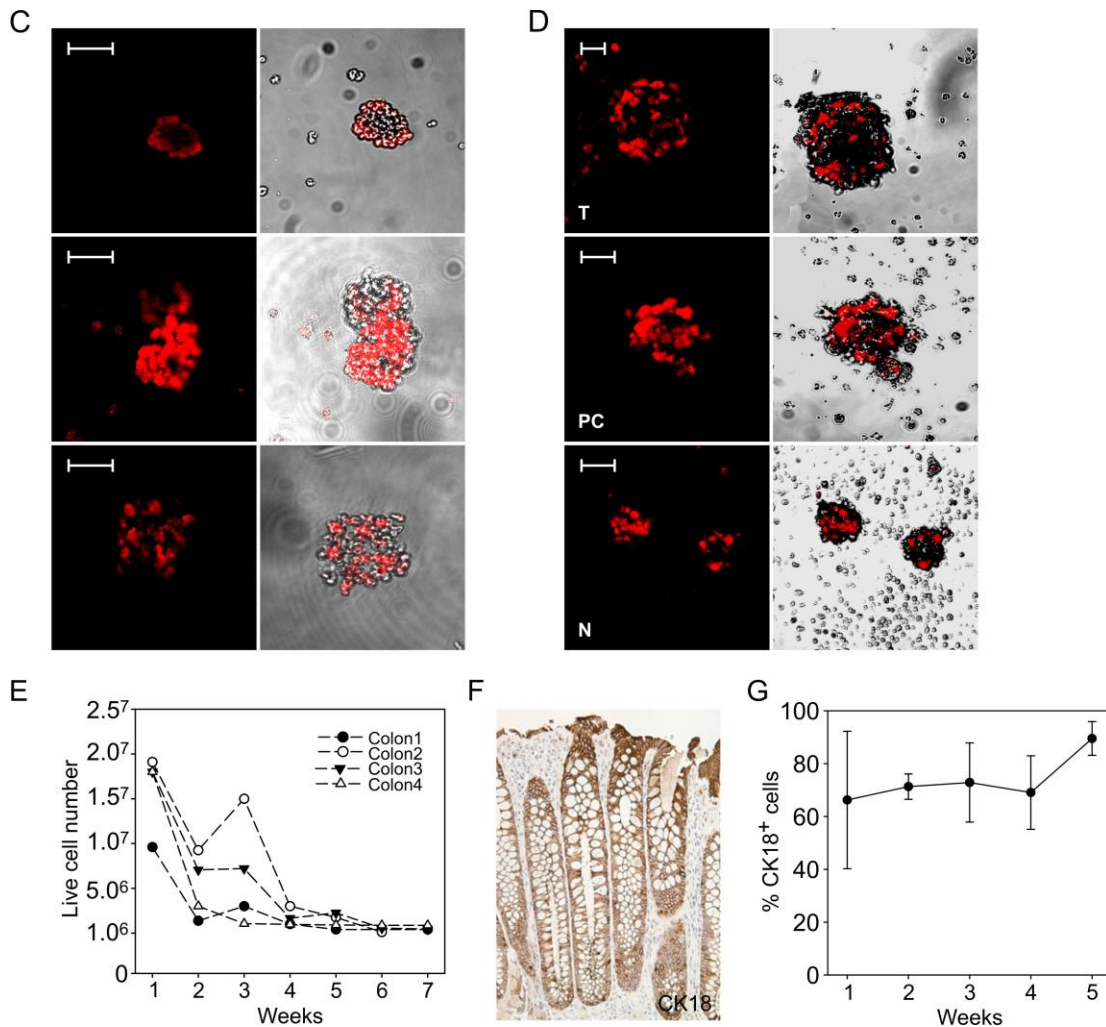 C
D
T
PC
N
E
2.5⁷
2.0⁷
1.5⁷
1.0⁷
5.0⁶
1.0⁶
0
Live cell number
Colon1
Colon2
Colon3
Colon4
1 2 3 4 5 6 7
Weeks
F
CK18
G
100
80
60
40
20
0
% CK18⁺ cells
1 2 3 4 5
Weeks